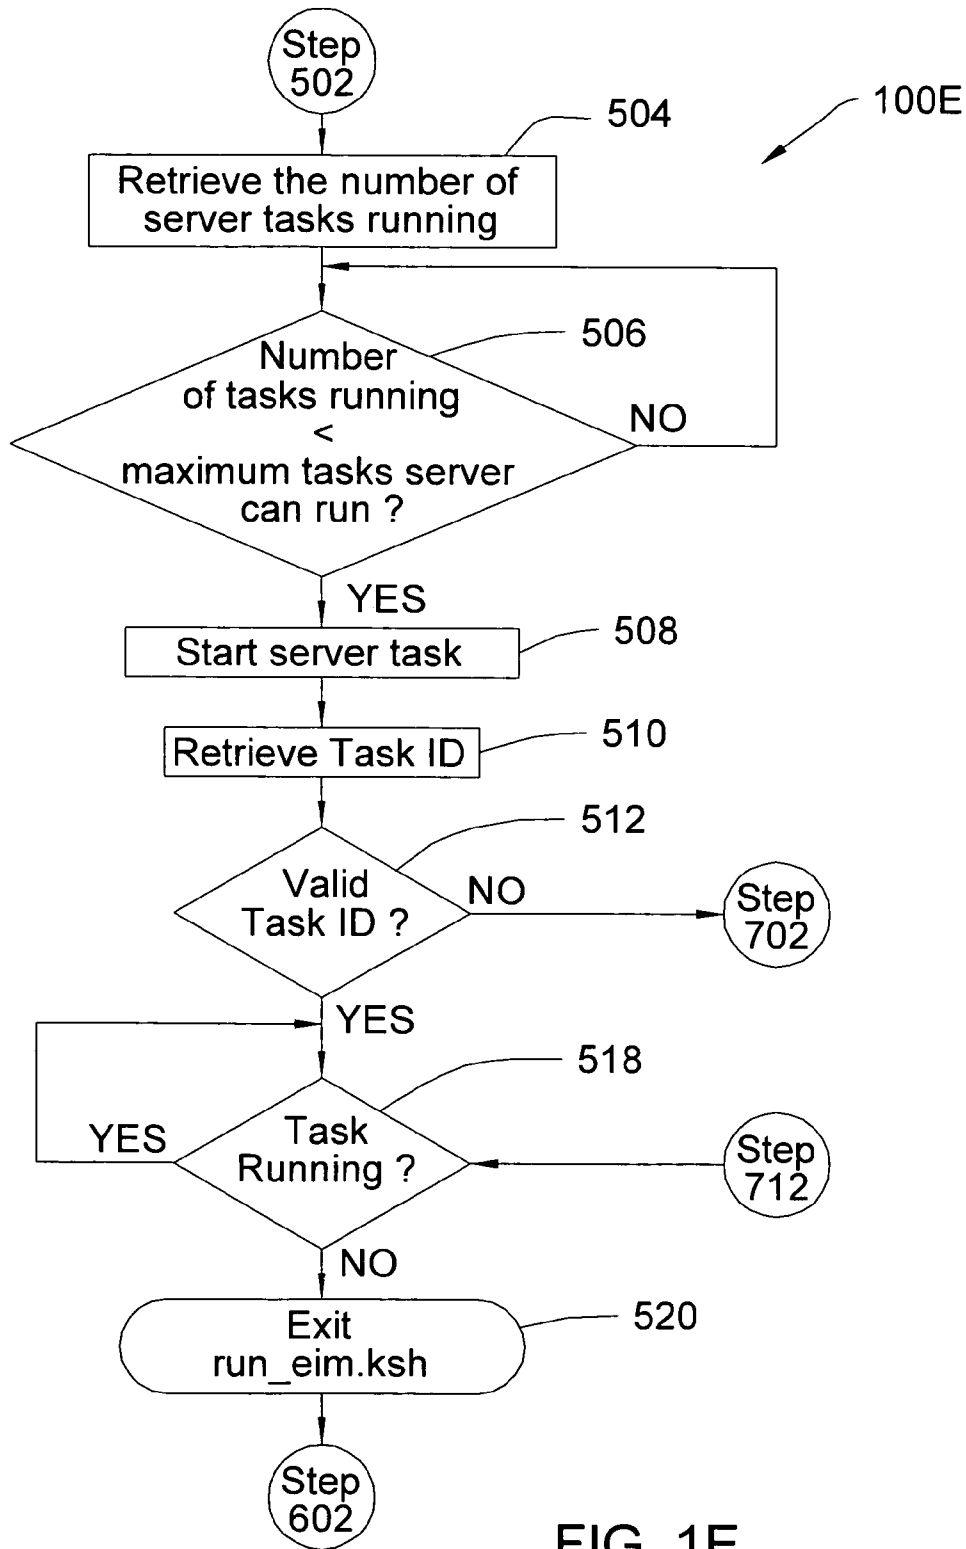 Step
502
100E
504
Retrieve the number of
server tasks running
506
Number
of tasks running
<
maximum tasks server
can run ?
NO
YES
508
Start server task
510
Retrieve Task ID
512
Valid
Task ID ?
NO
Step
702
YES
518
YES
Task
Running ?
Step
712
NO
520
Exit
run_eim.ksh
Step
602
FIG. 1E